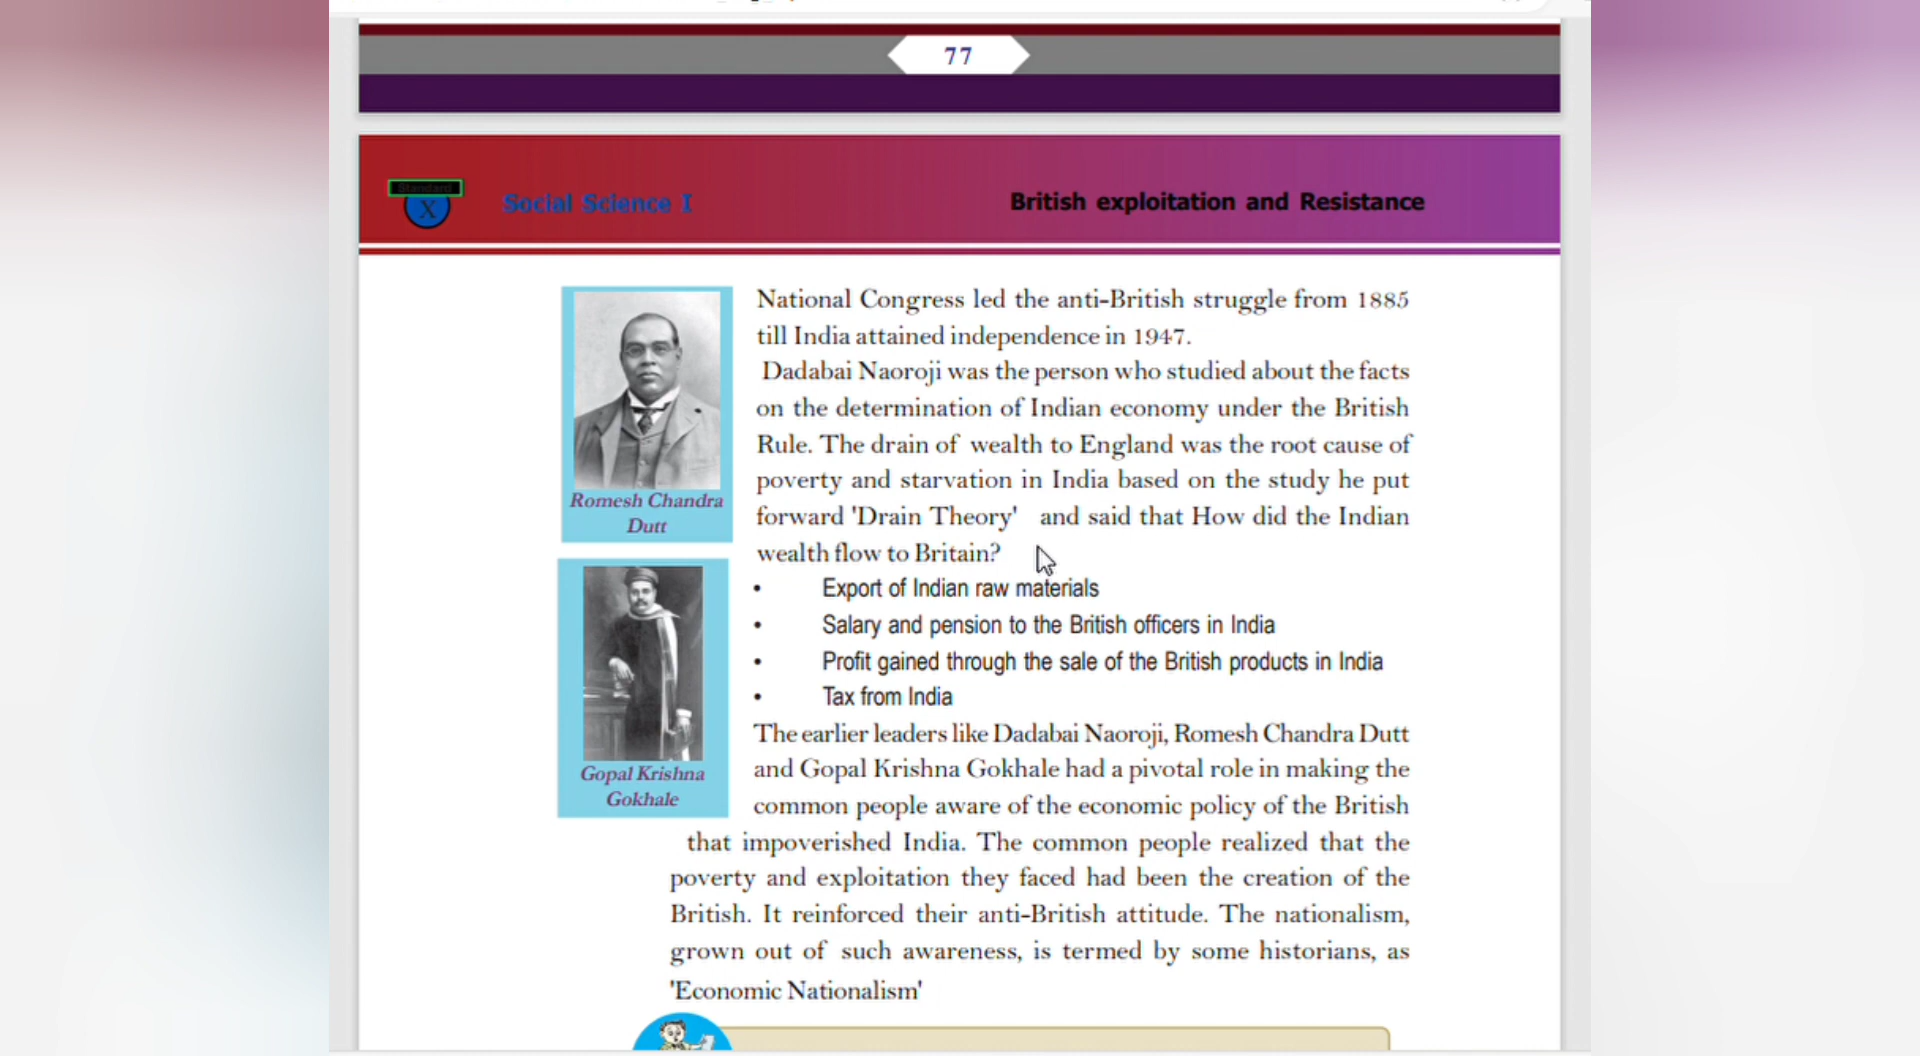 77
Standard
X
Social Science I
British exploitation and Resistance
Romesh Chandra
Dutt
Gopal Krishna
Gokhale
National Congress led the anti-British struggle from 1885
till India attained independence in 1947.
Dadabai Naoroji was the person who studied about the facts
on the determination of Indian economy under the British
Rule. The drain of wealth to England was the root cause of
poverty and starvation in India based on the study he put
forward 'Drain Theory' and said that How did the Indian
wealth flow to Britain?
• Export of Indian raw materials
• Salary and pension to the British officers in India
• Profit gained through the sale of the British products in India
• Tax from India
The earlier leaders like Dadabai Naoroji, Romesh Chandra Dutt
and Gopal Krishna Gokhale had a pivotal role in making the
common people aware of the economic policy of the British
that impoverished India. The common people realized that the
poverty and exploitation they faced had been the creation of the
British. It reinforced their anti-British attitude. The nationalism,
grown out of such awareness, is termed by some historians, as
'Economic Nationalism'